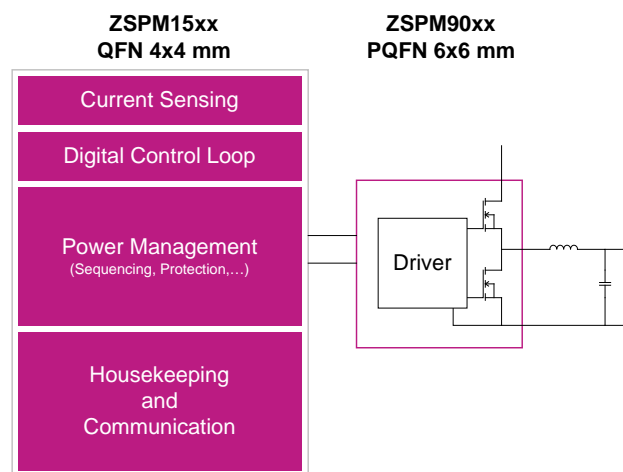 ZSPM15xx
QFN 4x4 mm
ZSPM90xx
PQFN 6x6 mm
Current Sensing
Digital Control Loop
Power Management
(Sequencing, Protection,…)
Driver
Housekeeping
and
Communication